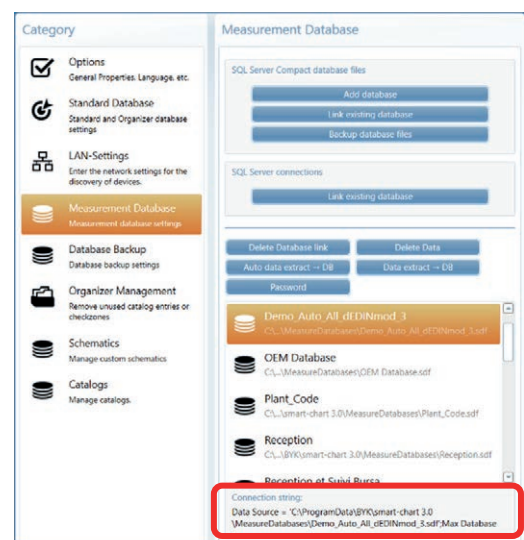 Category
Options
General Properties. Language, etc.
Standard Database
Standard and Organizer database
settings
LAN-Settings
Enter the network settings for the
discovery of devices.
Measurement Database
Measurement database settings
Database Backup
Database backup settings
Organizer Management
Remove unused catalog entries or
checkzones
Schematics
Manage custom schematics
Catalogs
Manage catalogs.
Measurement Database
SQL Server Compact database files
Add database
Link existing database
Backup database files
SQL Server connections
Link existing database
Delete Database link
Delete Data
Auto data extract → DB
Data extract → DB
Password
Demo_Auto_All_dEDINmod_3
C:\...\MeasureDatabases\Demo_Auto_All_dEDINmod_3.sdf
OEM Database
C:\...\MeasureDatabases\OEM Database.sdf
Plant_Code
C:\...\smart-chart 3.0\MeasureDatabases\Plant_Code.sdf
Reception
C:\...\BYK\smart-chart 3.0\MeasureDatabases\Reception.sdf
Reception et Suivi Bursa
Connection string:
Data Source = 'C:\ProgramData\BYK\smart-chart 3.0
\MeasureDatabases\Demo_Auto_All_dEDINmod_3.sdf';Max Database